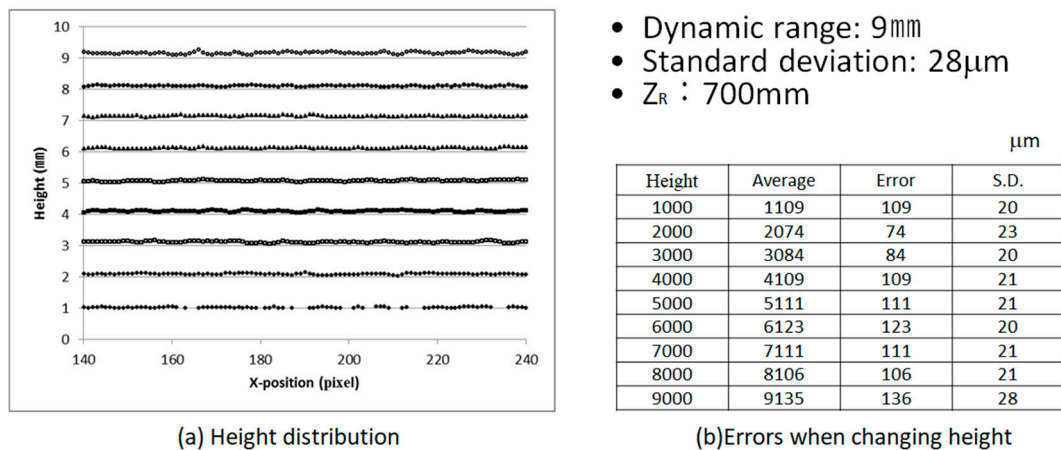 10
9
8
7
6
5
4
3
2
1
0
Height (㎜)
140 160 180 200 220 240
X-position (pixel)
(a) Height distribution
• Dynamic range: 9㎜
• Standard deviation: 28μm
• ZR : 700mm
μm
Height Average Error S.D.
1000 1109 109 20
2000 2074 74 23
3000 3084 84 20
4000 4109 109 21
5000 5111 111 21
6000 6123 123 20
7000 7111 111 21
8000 8106 106 21
9000 9135 136 28
(b)Errors when changing height